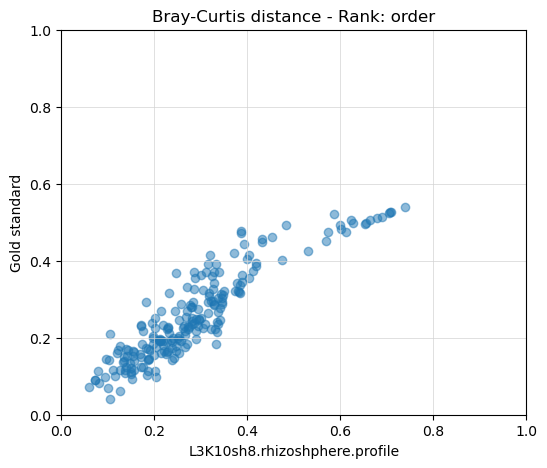 Bray-Curtis distance - Rank: order
1.0
0.8
0.6
0.4
0.2
0.0
Gold standard
0.0 0.2 0.4 0.6 0.8 1.0
L3K10sh8.rhizoshphere.profile